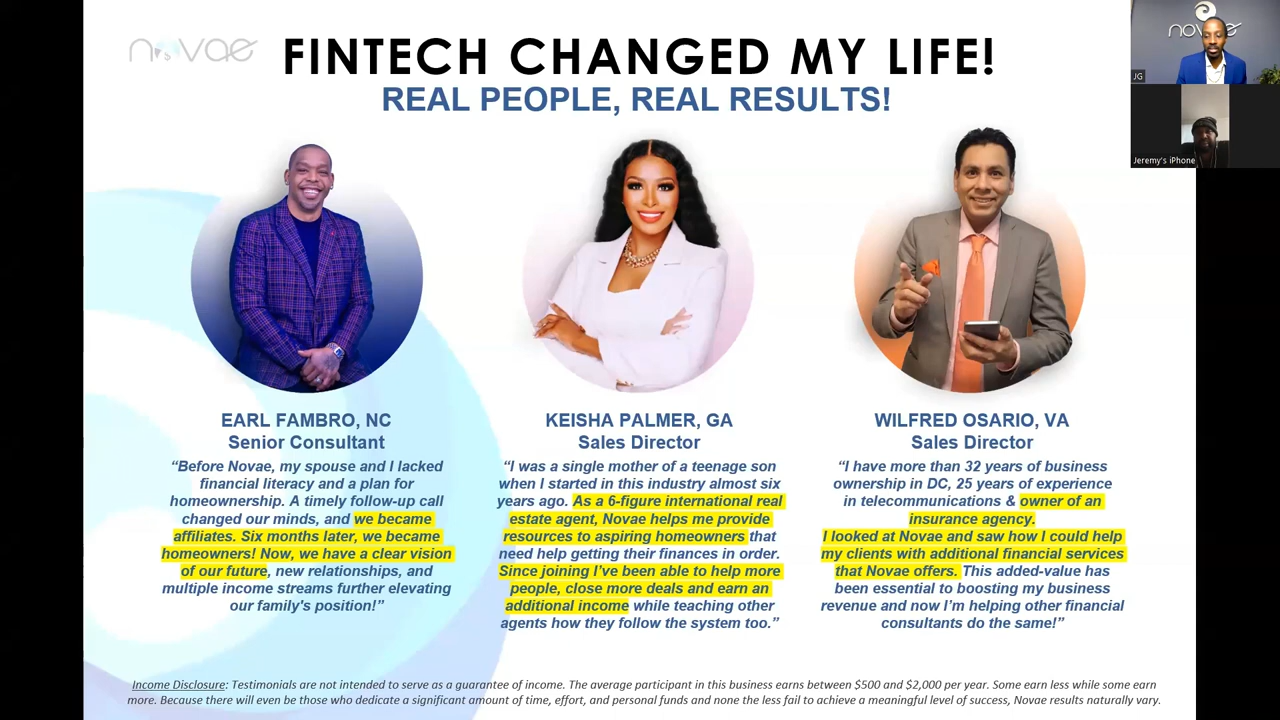 novae
FINTECH CHANGED MY LIFE!
REAL PEOPLE, REAL RESULTS!
novae
JG
Jeremy's iPhone
EARL FAMBRO, NC
Senior Consultant
“Before Novae, my spouse and I lacked
financial literacy and a plan for
homeownership. A timely follow-up call
changed our minds, and we became
affiliates. Six months later, we became
homeowners! Now, we have a clear vision
of our future, new relationships, and
multiple income streams further elevating
our family's position!”
KEISHA PALMER, GA
Sales Director
“I was a single mother of a teenage son
when I started in this industry almost six
years ago. As a 6-figure international real
estate agent, Novae helps me provide
resources to aspiring homeowners that
need help getting their finances in order.
Since joining I’ve been able to help more
people, close more deals and earn an
additional income while teaching other
agents how they follow the system too.”
WILFRED OSARIO, VA
Sales Director
“I have more than 32 years of business
ownership in DC, 25 years of experience
in telecommunications & owner of an
insurance agency.
I looked at Novae and saw how I could help
my clients with additional financial services
that Novae offers. This added-value has
been essential to boosting my business
revenue and now I’m helping other financial
consultants do the same!”
Income Disclosure: Testimonials are not intended to serve as a guarantee of income. The average participant in this business earns between $500 and $2,000 per year. Some earn less while some earn
more. Because there will even be those who dedicate a significant amount of time, effort, and personal funds and none the less fail to achieve a meaningful level of success, Novae results naturally vary.